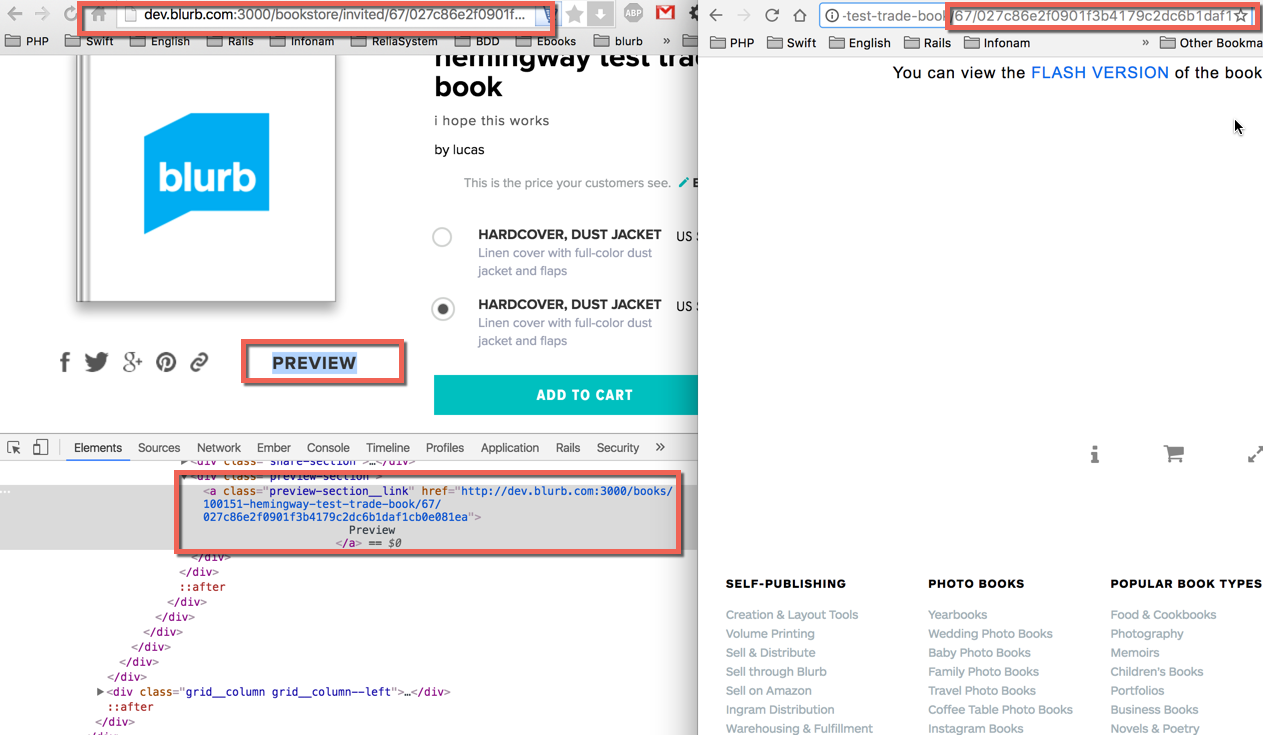 dev.blurb.com:3000/bookstore/invited/67/027c86e2f0901f...
ABP
PHP
Swift
English
Rails
Infonam
ReliaSystem
BDD
Ebooks
blurb
»
hemingway test trade
book
i hope this works
by lucas
This is the price your customers see.
blurb
HARDCOVER, DUST JACKET US $
Linen cover with full-color dust
jacket and flaps
HARDCOVER, DUST JACKET US $
Linen cover with full-color dust
jacket and flaps
PREVIEW
ADD TO CART
Elements Sources Network Ember Console Timeline Profiles Application Rails Security »
▶<div class="share-section">…</div>
▼<div class="preview-section">
<a class="preview-section__link" href="http://dev.blurb.com:3000/books/
100151-hemingway-test-trade-book/67/
027c86e2f0901f3b4179c2dc6b1daf1cb0e081ea">
Preview
</a> == $0
</div>
</div>
::after
</div>
</div>
</div>
</div>
</div>
</div>
▶<div class="grid__column grid__column--left">…</div>
::after
</div>
-test-trade-book/67/027c86e2f0901f3b4179c2dc6b1daf1
PHP
Swift
English
Rails
Infonam
»
Other Bookma
You can view the FLASH VERSION of the book
SELF-PUBLISHING
Creation & Layout Tools
Volume Printing
Sell & Distribute
Sell through Blurb
Sell on Amazon
Ingram Distribution
Warehousing & Fulfillment
PHOTO BOOKS
Yearbooks
Wedding Photo Books
Baby Photo Books
Family Photo Books
Travel Photo Books
Coffee Table Photo Books
Instagram Books
POPULAR BOOK TYPES
Food & Cookbooks
Photography
Memoirs
Children's Books
Portfolios
Business Books
Novels & Poetry